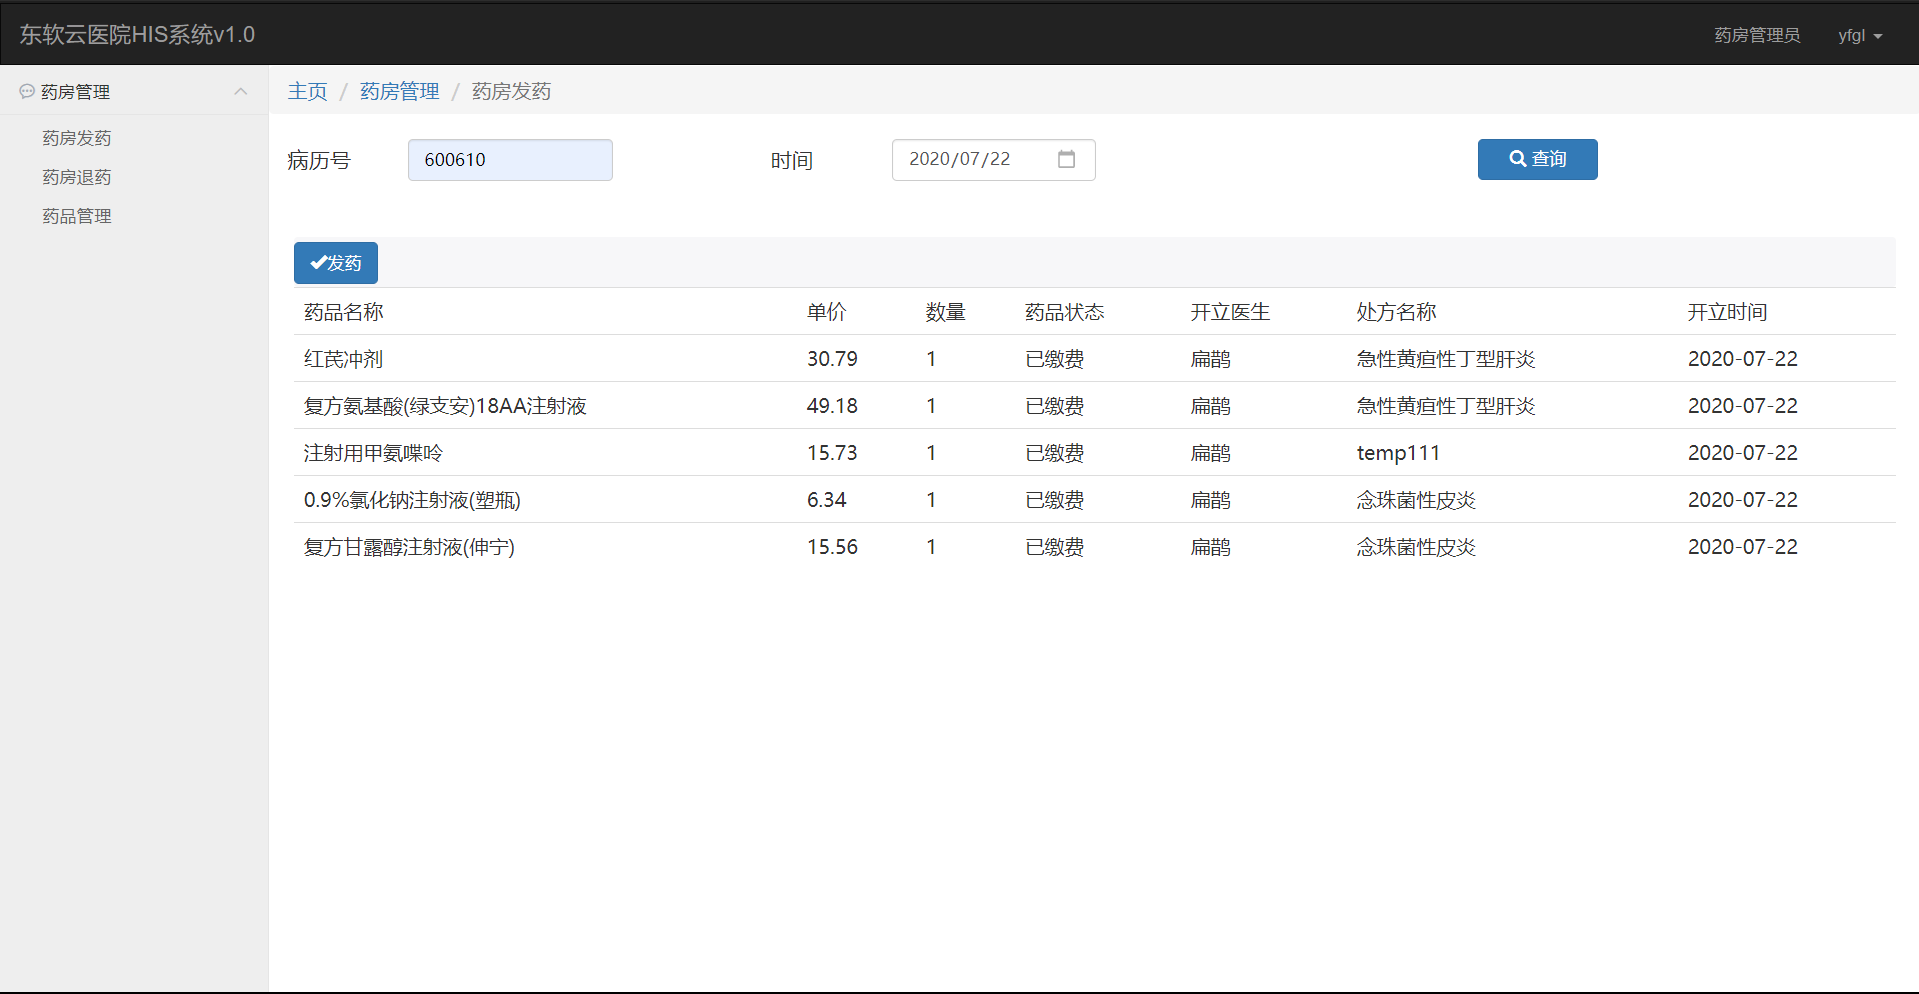 东软云医院HIS系统v1.0 药房管理员 yfgl
药房管理 主页 / 药房管理 / 药房发药
药房发药
药房退药
药品管理
病历号 600610 时间 2020/07/22 查询
发药
药品名称 单价 数量 药品状态 开立医生 处方名称 开立时间
红芪冲剂 30.79 1 已缴费 扁鹊 急性黄疸性丁型肝炎 2020-07-22
复方氨基酸(绿支安)18AA注射液 49.18 1 已缴费 扁鹊 急性黄疸性丁型肝炎 2020-07-22
注射用甲氨喋呤 15.73 1 已缴费 扁鹊 temp111 2020-07-22
0.9%氯化钠注射液(塑瓶) 6.34 1 已缴费 扁鹊 念珠菌性皮炎 2020-07-22
复方甘露醇注射液(伸宁) 15.56 1 已缴费 扁鹊 念珠菌性皮炎 2020-07-22